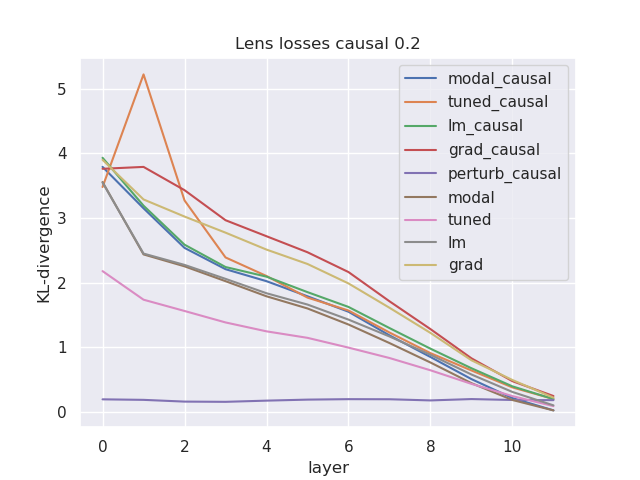 Lens losses causal 0.2
KL-divergence
5
4
3
2
1
0
0
2
4
6
8
10
layer
modal_causal
tuned_causal
lm_causal
grad_causal
perturb_causal
modal
tuned
lm
grad